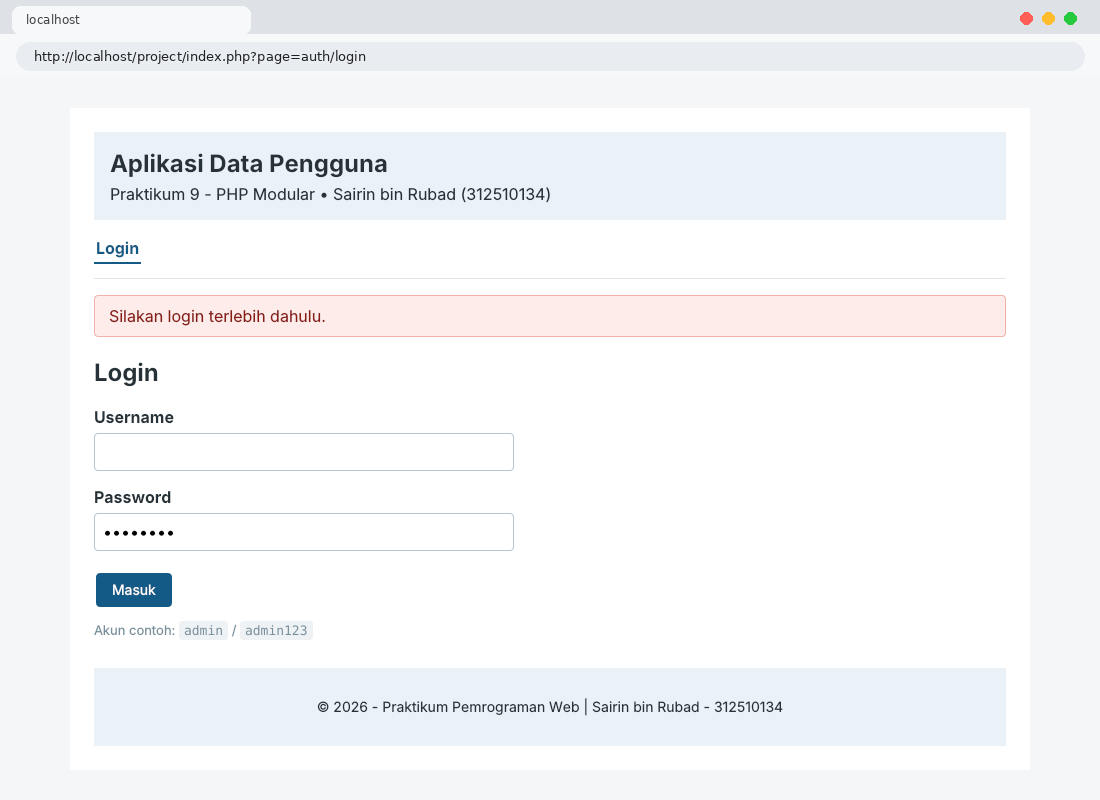 localhost
http://localhost/project/index.php?page=auth/login
Aplikasi Data Pengguna
Praktikum 9 - PHP Modular • Sairin bin Rubad (312510134)
Login
Silakan login terlebih dahulu.
Login
Username
Password
••••••••
Masuk
Akun contoh: admin / admin123
© 2026 - Praktikum Pemrograman Web | Sairin bin Rubad - 312510134